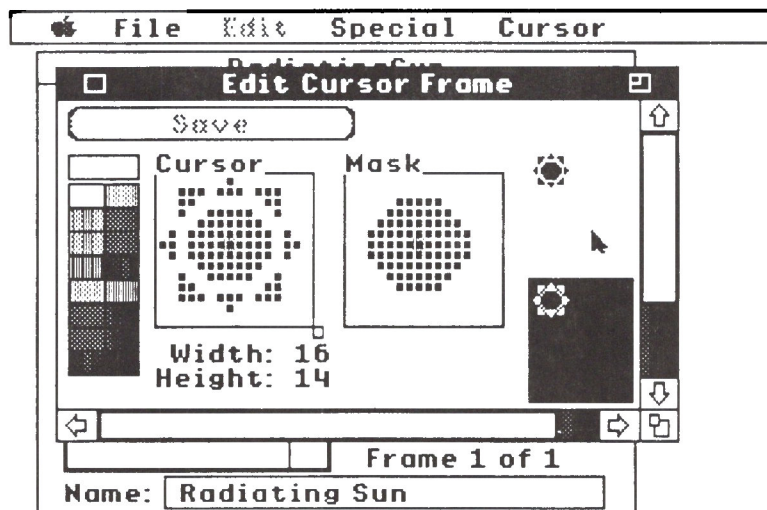 File Edit Special Cursor
RadiatingSun
Edit Cursor Frame
Save
Cursor Mask
Width: 16
Height: 14
Frame 1 of 1
Name: Radiating Sun